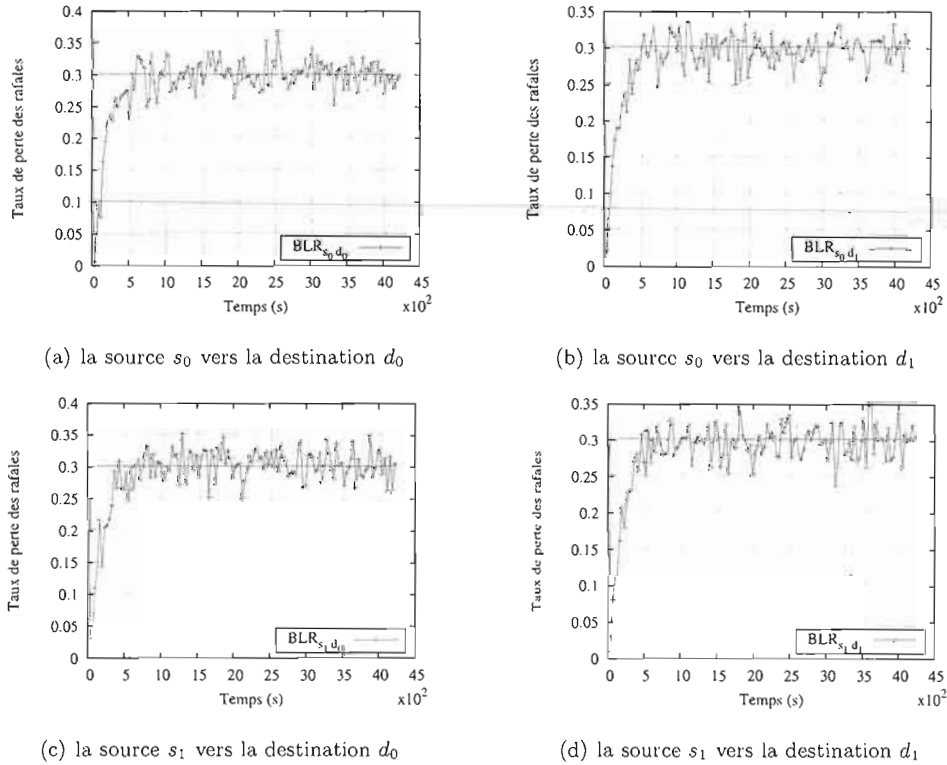 0.4
0.35
0.3
0.25
0.2
0.15
0.1
0.05
0
Taux de perte des rafales
BLR s0 d0
0 5 10 15 20 25 30 35 40 45
Temps (s)
x10^2
(a) la source s0 vers la destination d0
0.35
0.3
0.25
0.2
0.15
0.1
0.05
0
Taux de perte des rafales
BLR s0 d1
0 5 10 15 20 25 30 35 40 45
Temps (s)
x10^2
(b) la source s0 vers la destination d1
0.4
0.35
0.3
0.25
0.2
0.15
0.1
0.05
0
Taux de perte des rafales
BLR s1 d0
0 5 10 15 20 25 30 35 40 45
Temps (s)
x10^2
(c) la source s1 vers la destination d0
0.35
0.3
0.25
0.2
0.15
0.1
0.05
0
Taux de perte des rafales
BLR s1 d1
0 5 10 15 20 25 30 35 40 45
Temps (s)
x10^2
(d) la source s1 vers la destination d1